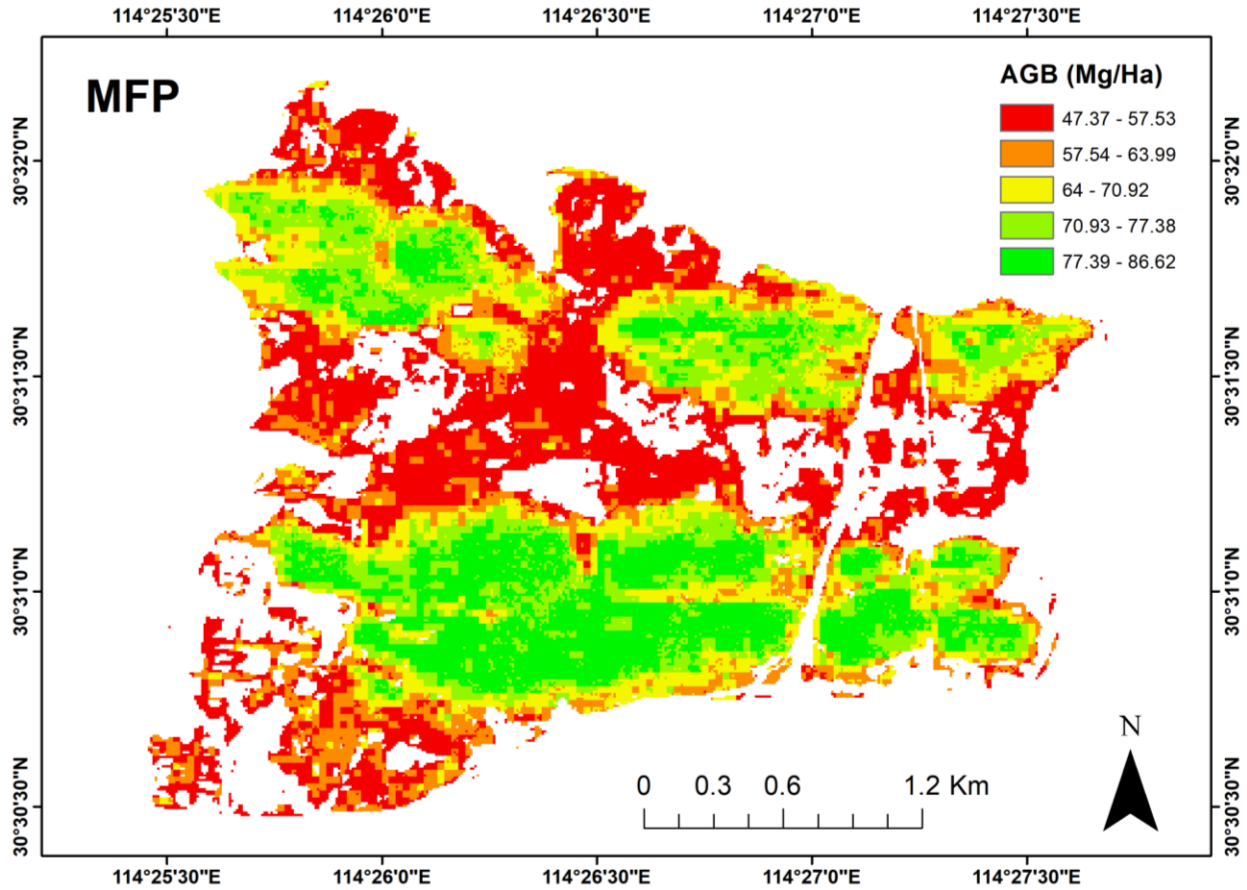 114°25'30"E 114°26'0"E 114°26'30"E 114°27'0"E 114°27'30"E
MFP
AGB (Mg/Ha)
47.37 - 57.53
57.54 - 63.99
64 - 70.92
70.93 - 77.38
77.39 - 86.62
30°32'0"N
30°31'30"N
30°31'0"N
30°30'30"N
30°32'0"N
30°31'30"N
30°31'0"N
30°30'30"N
N
0 0.3 0.6 1.2 Km
114°25'30"E 114°26'0"E 114°26'30"E 114°27'0"E 114°27'30"E